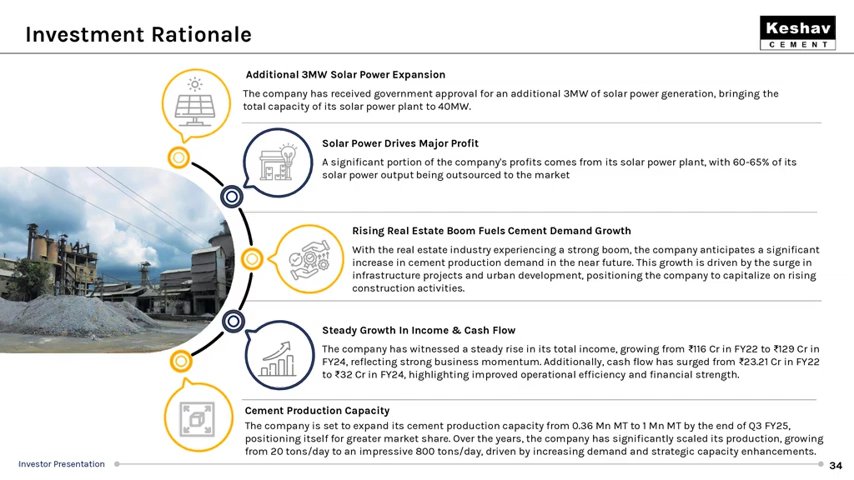 Investment Rationale
Keshav
CEMENT
Additional 3MW Solar Power Expansion
The company has received government approval for an additional 3MW of solar power generation, bringing the
total capacity of its solar power plant to 40MW.
Solar Power Drives Major Profit
A significant portion of the company's profits comes from its solar power plant, with 60-65% of its
solar power output being outsourced to the market
Rising Real Estate Boom Fuels Cement Demand Growth
With the real estate industry experiencing a strong boom, the company anticipates a significant
increase in cement production demand in the near future. This growth is driven by the surge in
infrastructure projects and urban development, positioning the company to capitalize on rising
construction activities.
Steady Growth In Income & Cash Flow
The company has witnessed a steady rise in its total income, growing from ₹116 Cr in FY22 to ₹129 Cr in
FY24, reflecting strong business momentum. Additionally, cash flow has surged from ₹23.21 Cr in FY22
to ₹32 Cr in FY24, highlighting improved operational efficiency and financial strength.
Cement Production Capacity
The company is set to expand its cement production capacity from 0.36 Mn MT to 1 Mn MT by the end of Q3 FY25,
positioning itself for greater market share. Over the years, the company has significantly scaled its production, growing
from 20 tons/day to an impressive 800 tons/day, driven by increasing demand and strategic capacity enhancements.
Investor Presentation
34